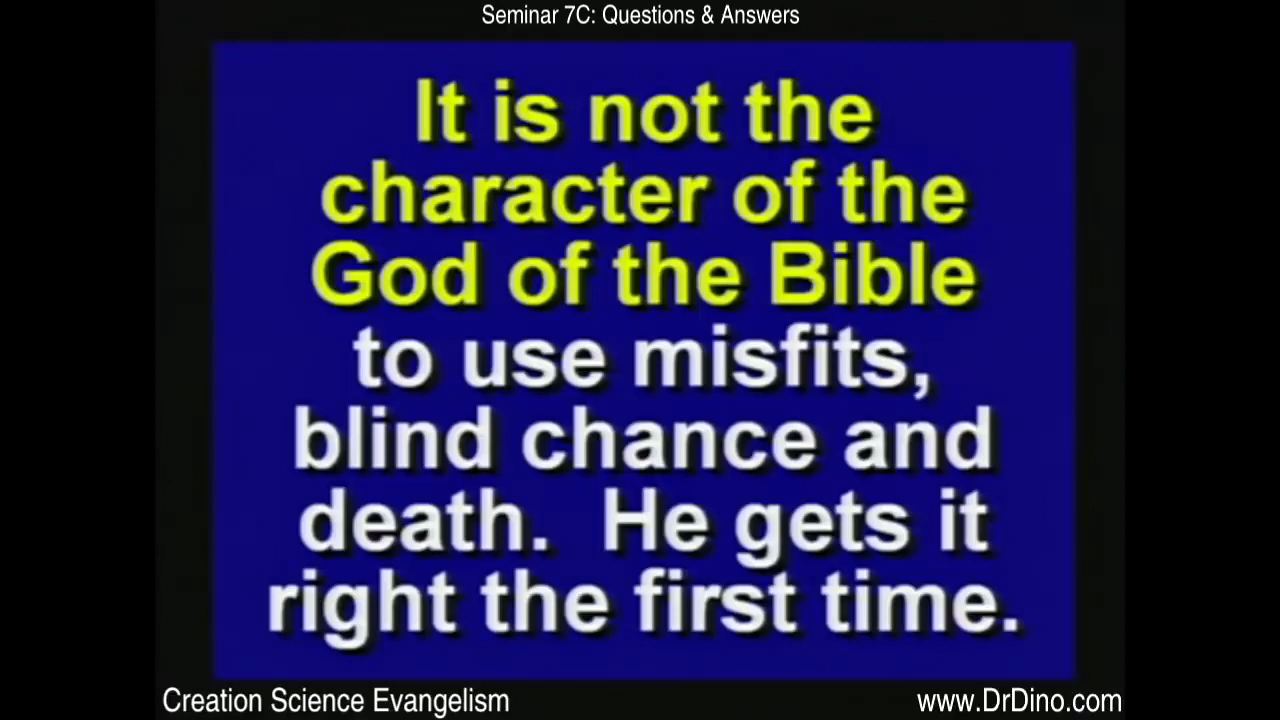 Seminar 7C: Questions & Answers
It is not the
character of the
God of the Bible
to use misfits,
blind chance and
death.  He gets it
right the first time.
Creation Science Evangelism
www.DrDino.com